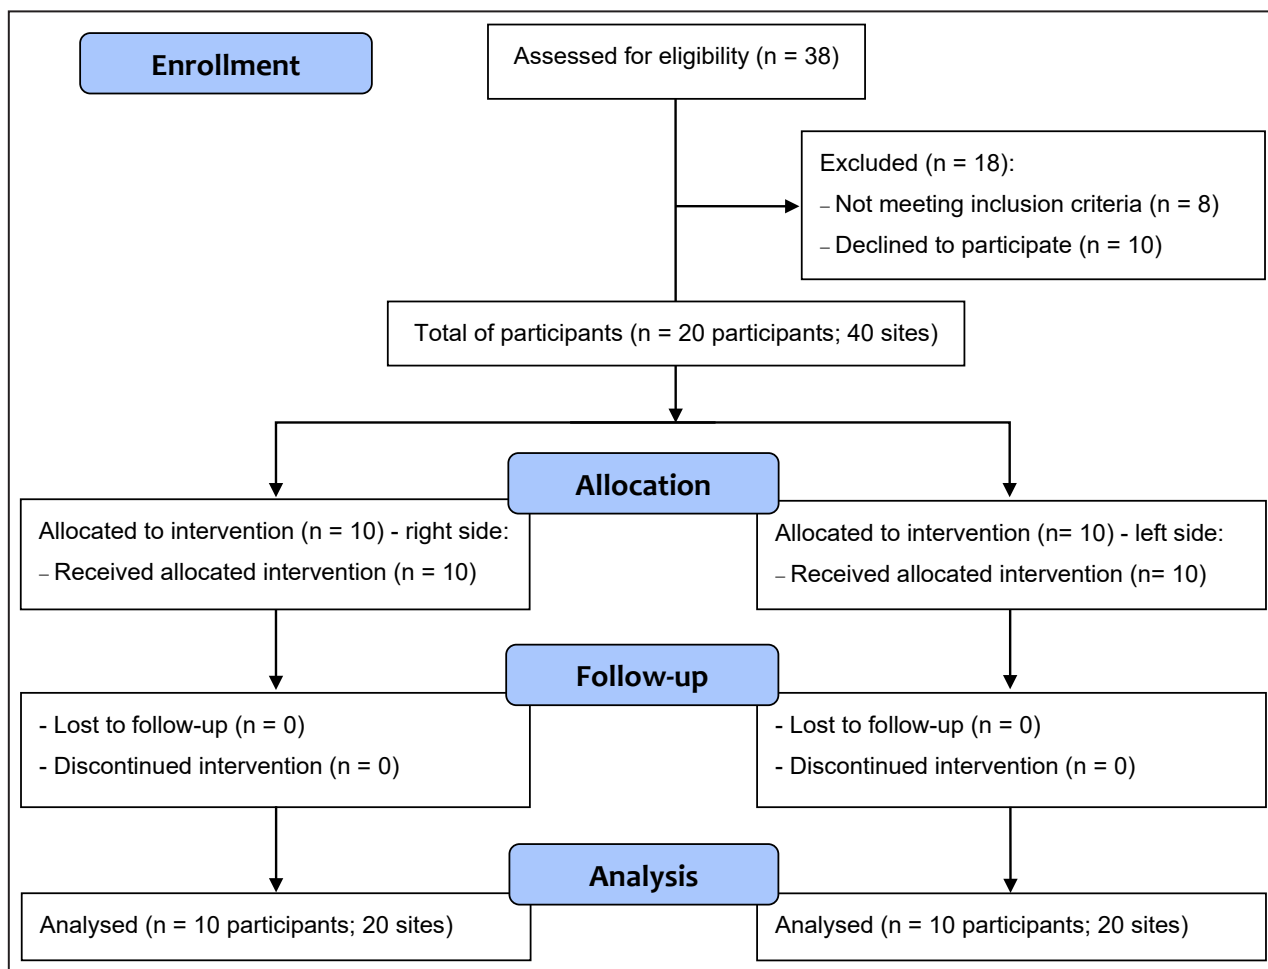 Enrollment
Assessed for eligibility (n = 38)
Excluded (n = 18):
– Not meeting inclusion criteria (n = 8)
– Declined to participate (n = 10)
Total of participants (n = 20 participants; 40 sites)
Allocation
Allocated to intervention (n = 10) - right side:
– Received allocated intervention (n = 10)
Allocated to intervention (n= 10) - left side:
– Received allocated intervention (n= 10)
Follow-up
- Lost to follow-up (n = 0)
- Discontinued intervention (n = 0)
- Lost to follow-up (n = 0)
- Discontinued intervention (n = 0)
Analysis
Analysed (n = 10 participants; 20 sites)
Analysed (n = 10 participants; 20 sites)